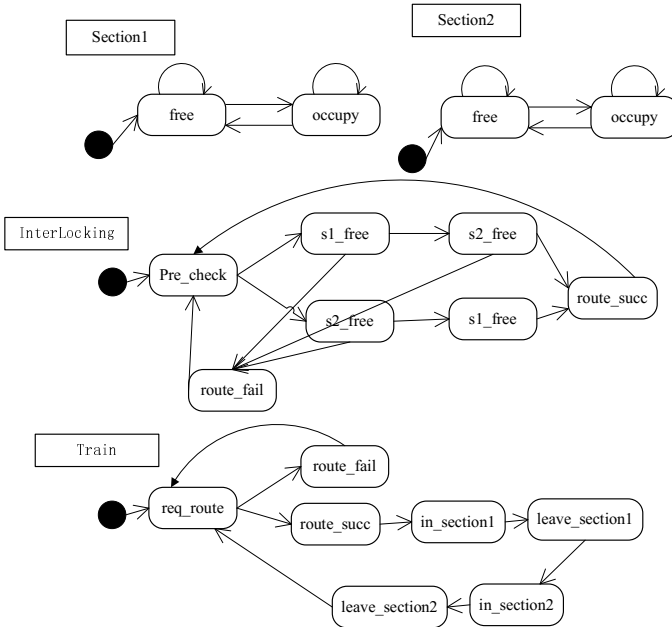 Section1
Section2
free
occupy
free
occupy
InterLocking
s1_free
s2_free
Pre_check
route_succ
s2_free
s1_free
route_fail
Train
route_fail
req_route
route_succ
in_section1
leave_section1
leave_section2
in_section2